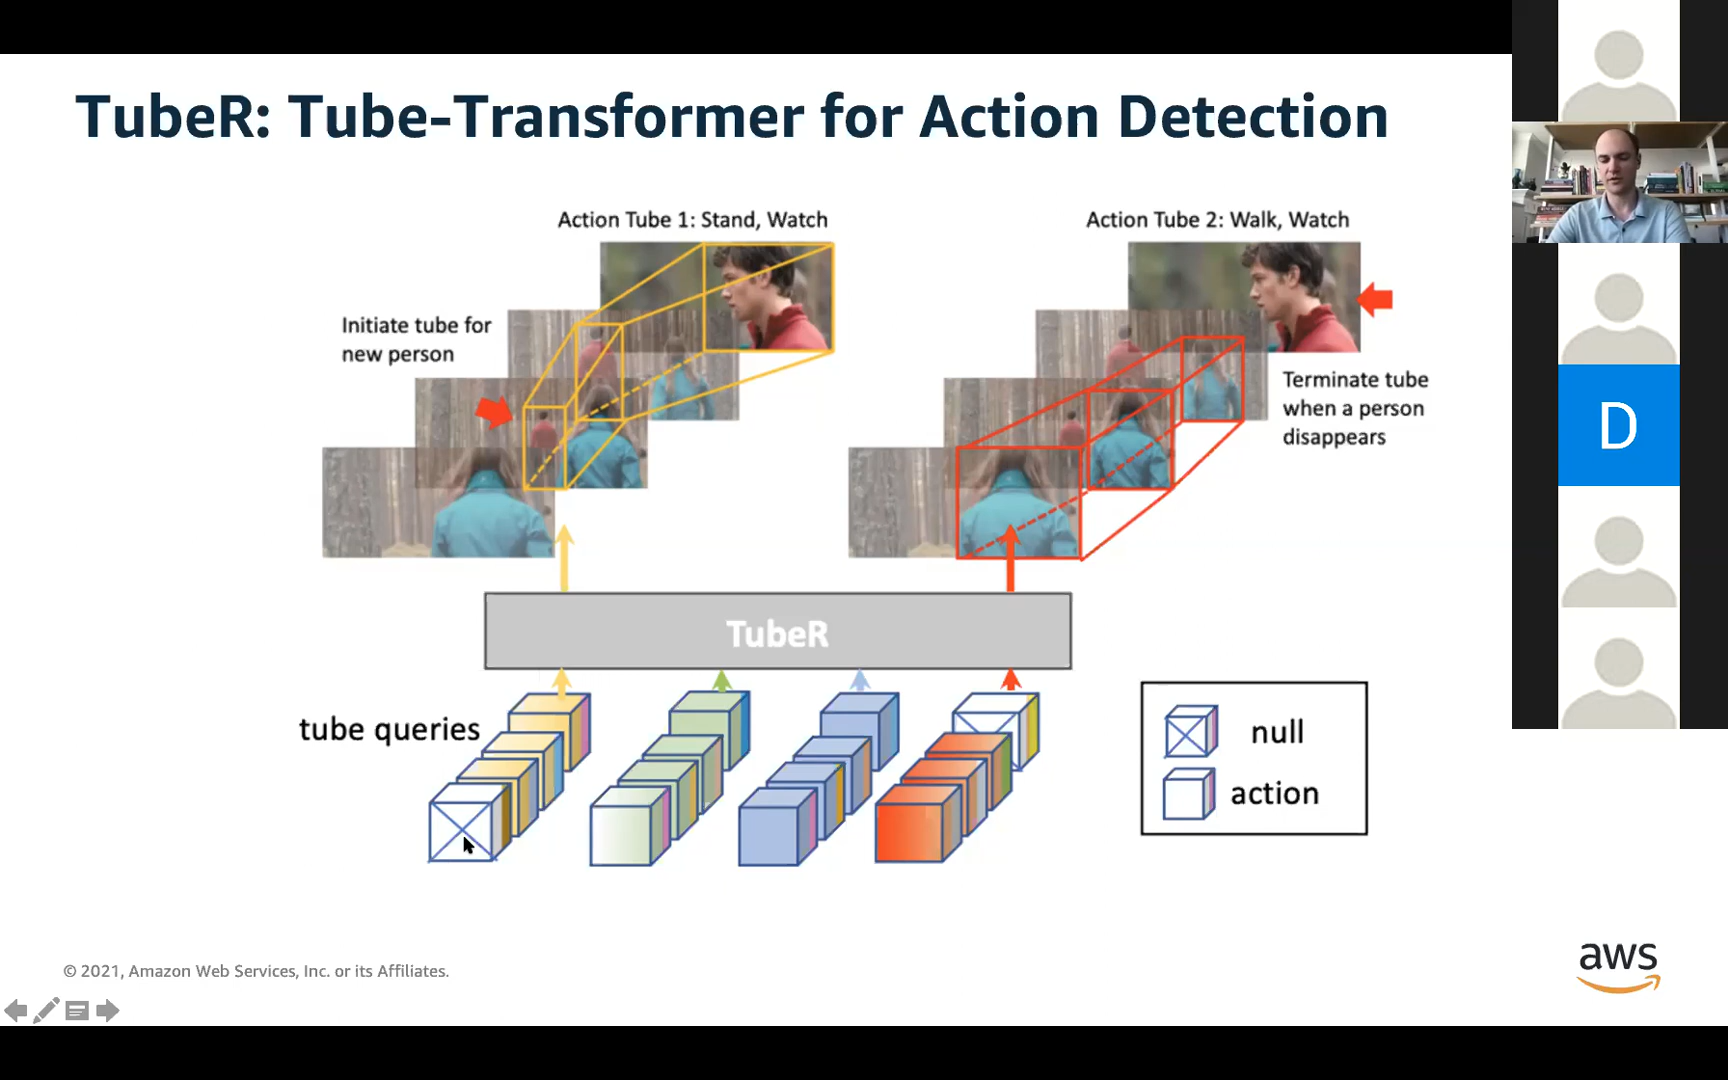 TubeR: Tube-Transformer for Action Detection
Action Tube 1: Stand, Watch
Action Tube 2: Walk, Watch
Initiate tube for
new person
Terminate tube
when a person
disappears
D
TubeR
tube queries
null
action
© 2021, Amazon Web Services, Inc. or its Affiliates.
aws